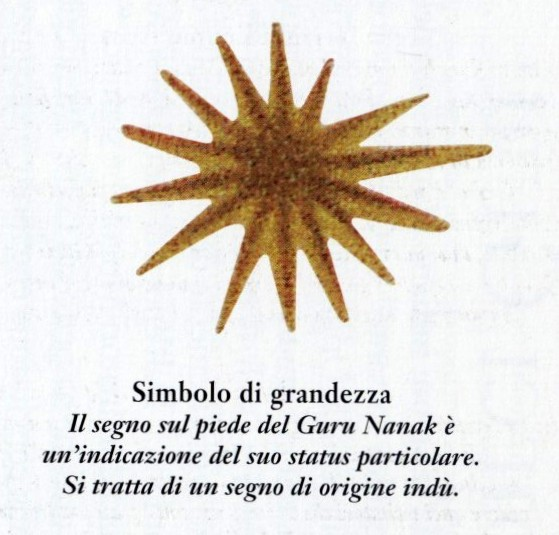 Simbolo di grandezza
Il segno sul piede del Guru Nanak è
un'indicazione del suo status particolare.
Si tratta di un segno di origine indù.